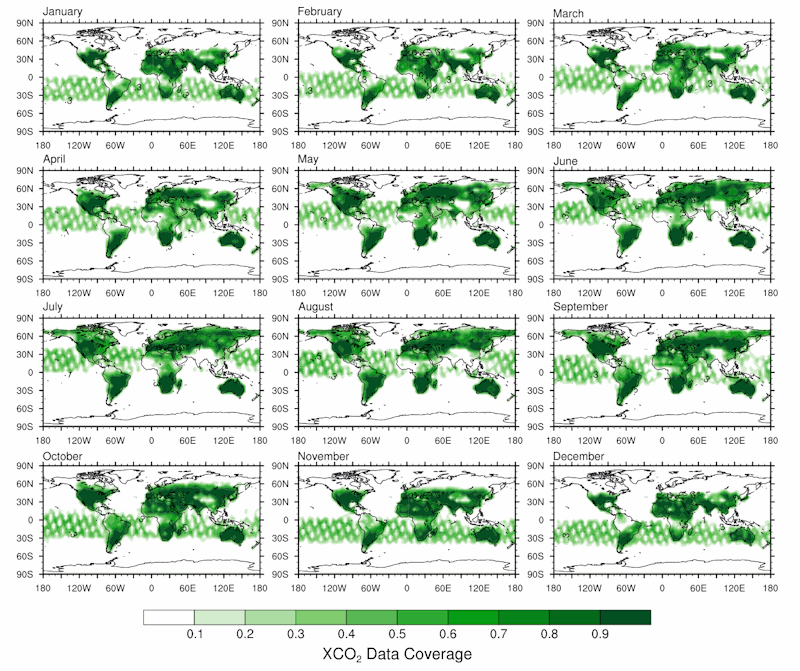 January
February
March
90N
60N
30N
0
30S
60S
90S
90N
60N
30N
0
30S
60S
90S
90N
60N
30N
0
30S
60S
90S
180 120W 60W 0 60E 120E 180
180 120W 60W 0 60E 120E 180
180 120W 60W 0 60E 120E 180
April
May
June
90N
60N
30N
0
30S
60S
90S
90N
60N
30N
0
30S
60S
90S
90N
60N
30N
0
30S
60S
90S
180 120W 60W 0 60E 120E 180
180 120W 60W 0 60E 120E 180
180 120W 60W 0 60E 120E 180
July
August
September
90N
60N
30N
0
30S
60S
90S
90N
60N
30N
0
30S
60S
90S
90N
60N
30N
0
30S
60S
90S
180 120W 60W 0 60E 120E 180
180 120W 60W 0 60E 120E 180
180 120W 60W 0 60E 120E 180
October
November
December
90N
60N
30N
0
30S
60S
90S
90N
60N
30N
0
30S
60S
90S
90N
60N
30N
0
30S
60S
90S
180 120W 60W 0 60E 120E 180
180 120W 60W 0 60E 120E 180
180 120W 60W 0 60E 120E 180
0.1 0.2 0.3 0.4 0.5 0.6 0.7 0.8 0.9
XCO₂ Data Coverage